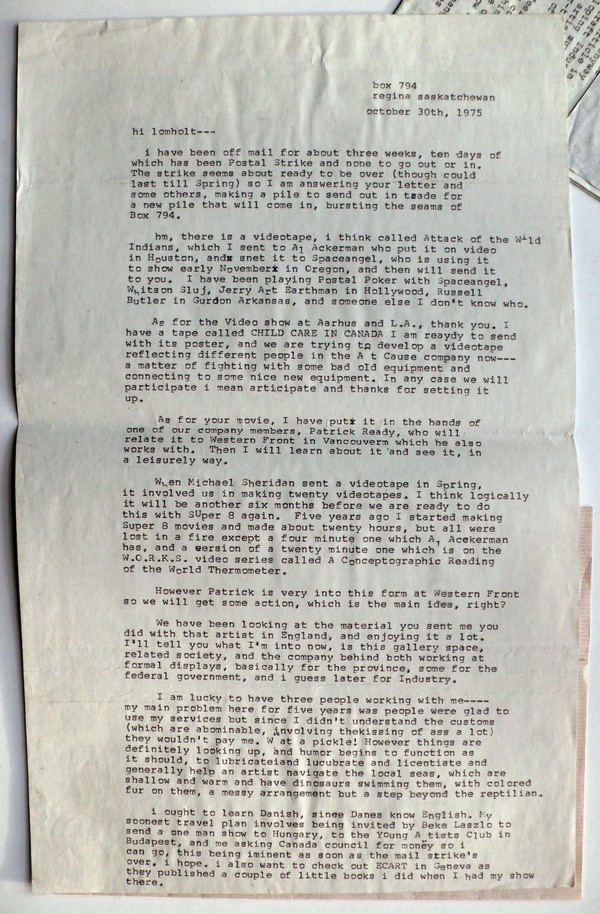 box 794
regina saskatchewan
october 30th, 1975
hi lomholt---
i have been off mail for about three weeks, ten days of
which has been Postal Strike and none to go out or in.
The strike seems about ready to be over (though could
last till Spring) so I am answering your letter and
some others, making a pile to send out in trade for
a new pile that will come in, bursting the seams of
Box 794.
hm, there is a videotape, i think called Attack of the Wild
Indians, which I sent to Al Ackerman who put it on video
in Houston, andx snet it to Spaceangel, who is using it
to show early November in Oregon, and then will send it
to you.  I have been playing Postal Poker with Spaceangel,
Whitson Sluj, Jerry Art Earthman in Hollywood, Russell
Butler in Gurdon Arkansas, and someone else I don't know who.
As for the Video show at Aarhus and L.A., thank you. I
have a tape called CHILD CARE IN CANADA I am reaydy to send
with its poster, and we are trying to develop a videotape
reflecting different people in the A t Cause company now---
a matter of fighting with some bad old equipment and
connecting to some nice new equipment. In any case we will
participate i mean articipate and thanks for setting it
up.
As for your movie, I have put it in the hands of
one of our company members, Patrick Ready, who will
relate it to Western Front in Vancouverm which he also
works with.  Then I will learn about it and see it, in
a leisurely way.
When Michael Sheridan sent a videotape in Spring,
it involved us in making twenty videotapes. I think logically
it will be another six months before we are ready to do
this with SUper 8 again.  Five years ago I started making
Super 8 movies and made about twenty hours, but all were
lost in a fire except a four minute one which Al Acekerman
has, and a version of a twenty minute one which is on the
W.O.R.K.S. video series called A Conceptographic Reading
of the World Thermometer.
However Patrick is very into this form at Western Front
so we will get some action, which is the main idea, right?
We have been looking at the material you sent me you
did with that artist in England, and enjoying it a lot.
I'll tell you what I'm into now, is this gallery space,
related society, and the company behind both working at
formal displays, basically for the province, some for the
federal government, and i guess later for Industry.
I am lucky to have three people working with me----
my main problem here for five years was people were glad to
use my services but since I didn't understand the customs
(which are abominable, involving thekissing of ass a lot)
they wouldn't pay me. W at a pickle! However things are
definitely looking up, and humor begins to function as
it should, to lubricateiand lucubrate and licentiate and
generally help an artist navigate the local seas, which are
shallow and warm and have dinosaurs swimming them, with colored
fur on them, a messy arrangement but a step beyond the reptilian.
i ought to learn Danish, since Danes know English. My
soonest travel plan involves being invited by Beke Laszlo to
send a one man show to Hungary, to the Young A tists Club in
Budapest, and me asking Canada council for money so i
can go, this being iminent as soon as the mail strike's
over, i hope. i also want to check out ECART in Geneva as
they published a couple of little books i did when I had my show
there.